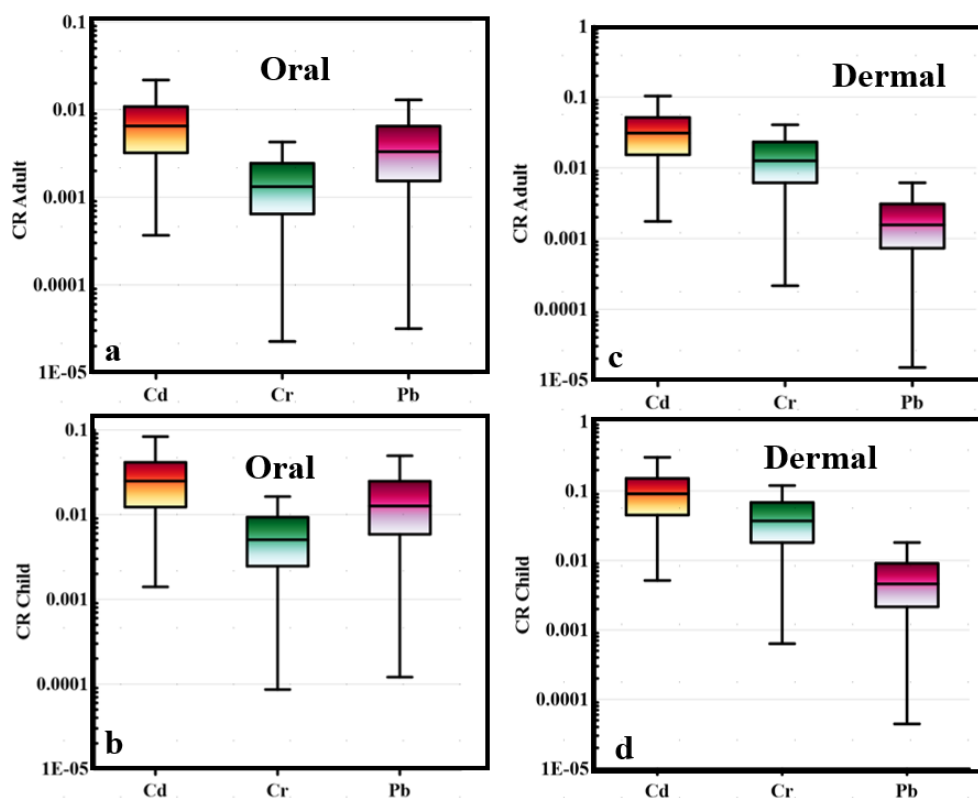 0.1
Oral
0.01
CR Adult
0.001
0.0001
a
1E-05
Cd Cr Pb
1
Dermal
0.1
0.01
CR Adult
0.001
0.0001
c
1E-05
Cd Cr Pb
0.1
Oral
0.01
CR Child
0.001
0.0001
b
1E-05
Cd Cr Pb
1
Dermal
0.1
0.01
CR Child
0.001
0.0001
d
1E-05
Cd Cr Pb